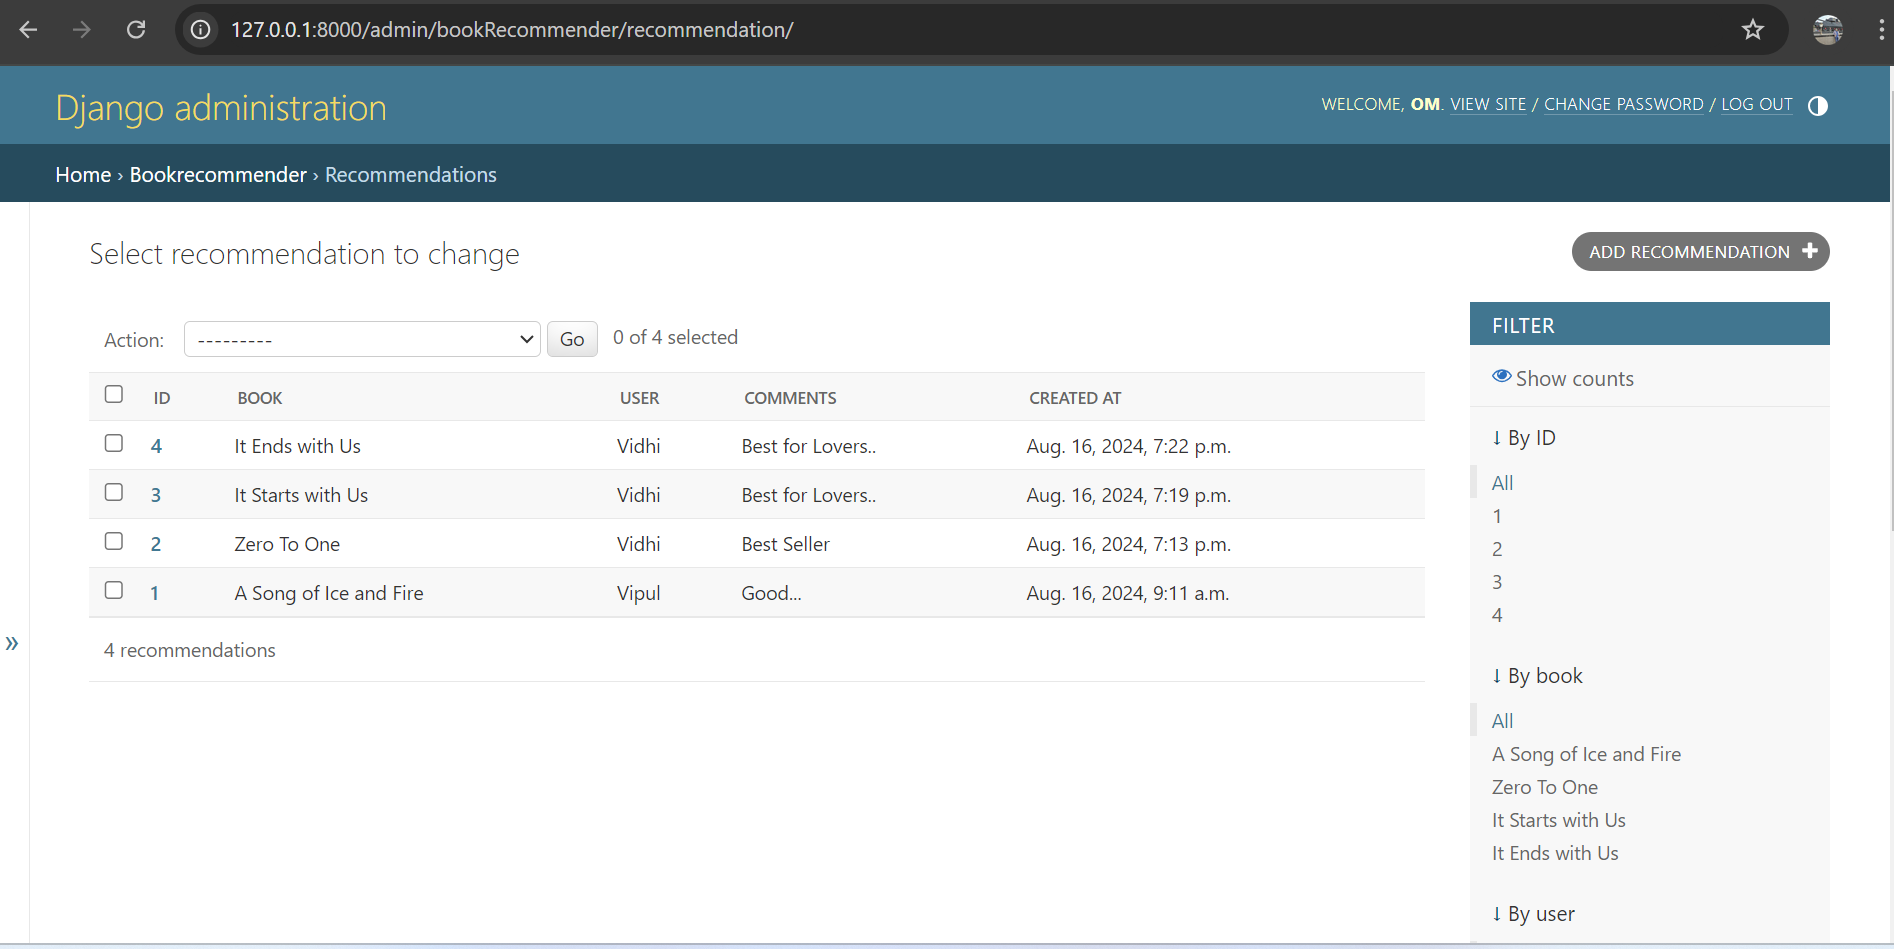 127.0.0.1:8000/admin/bookRecommender/recommendation/
Django administration
WELCOME, OM. VIEW SITE / CHANGE PASSWORD / LOG OUT
Home › Bookrecommender › Recommendations
Select recommendation to change
ADD RECOMMENDATION
Action: --------- Go 0 of 4 selected
ID BOOK USER COMMENTS CREATED AT
4 It Ends with Us Vidhi Best for Lovers.. Aug. 16, 2024, 7:22 p.m.
3 It Starts with Us Vidhi Best for Lovers.. Aug. 16, 2024, 7:19 p.m.
2 Zero To One Vidhi Best Seller Aug. 16, 2024, 7:13 p.m.
1 A Song of Ice and Fire Vipul Good... Aug. 16, 2024, 9:11 a.m.
4 recommendations
»
FILTER
Show counts
↓ By ID
All
1
2
3
4
↓ By book
All
A Song of Ice and Fire
Zero To One
It Starts with Us
It Ends with Us
↓ By user